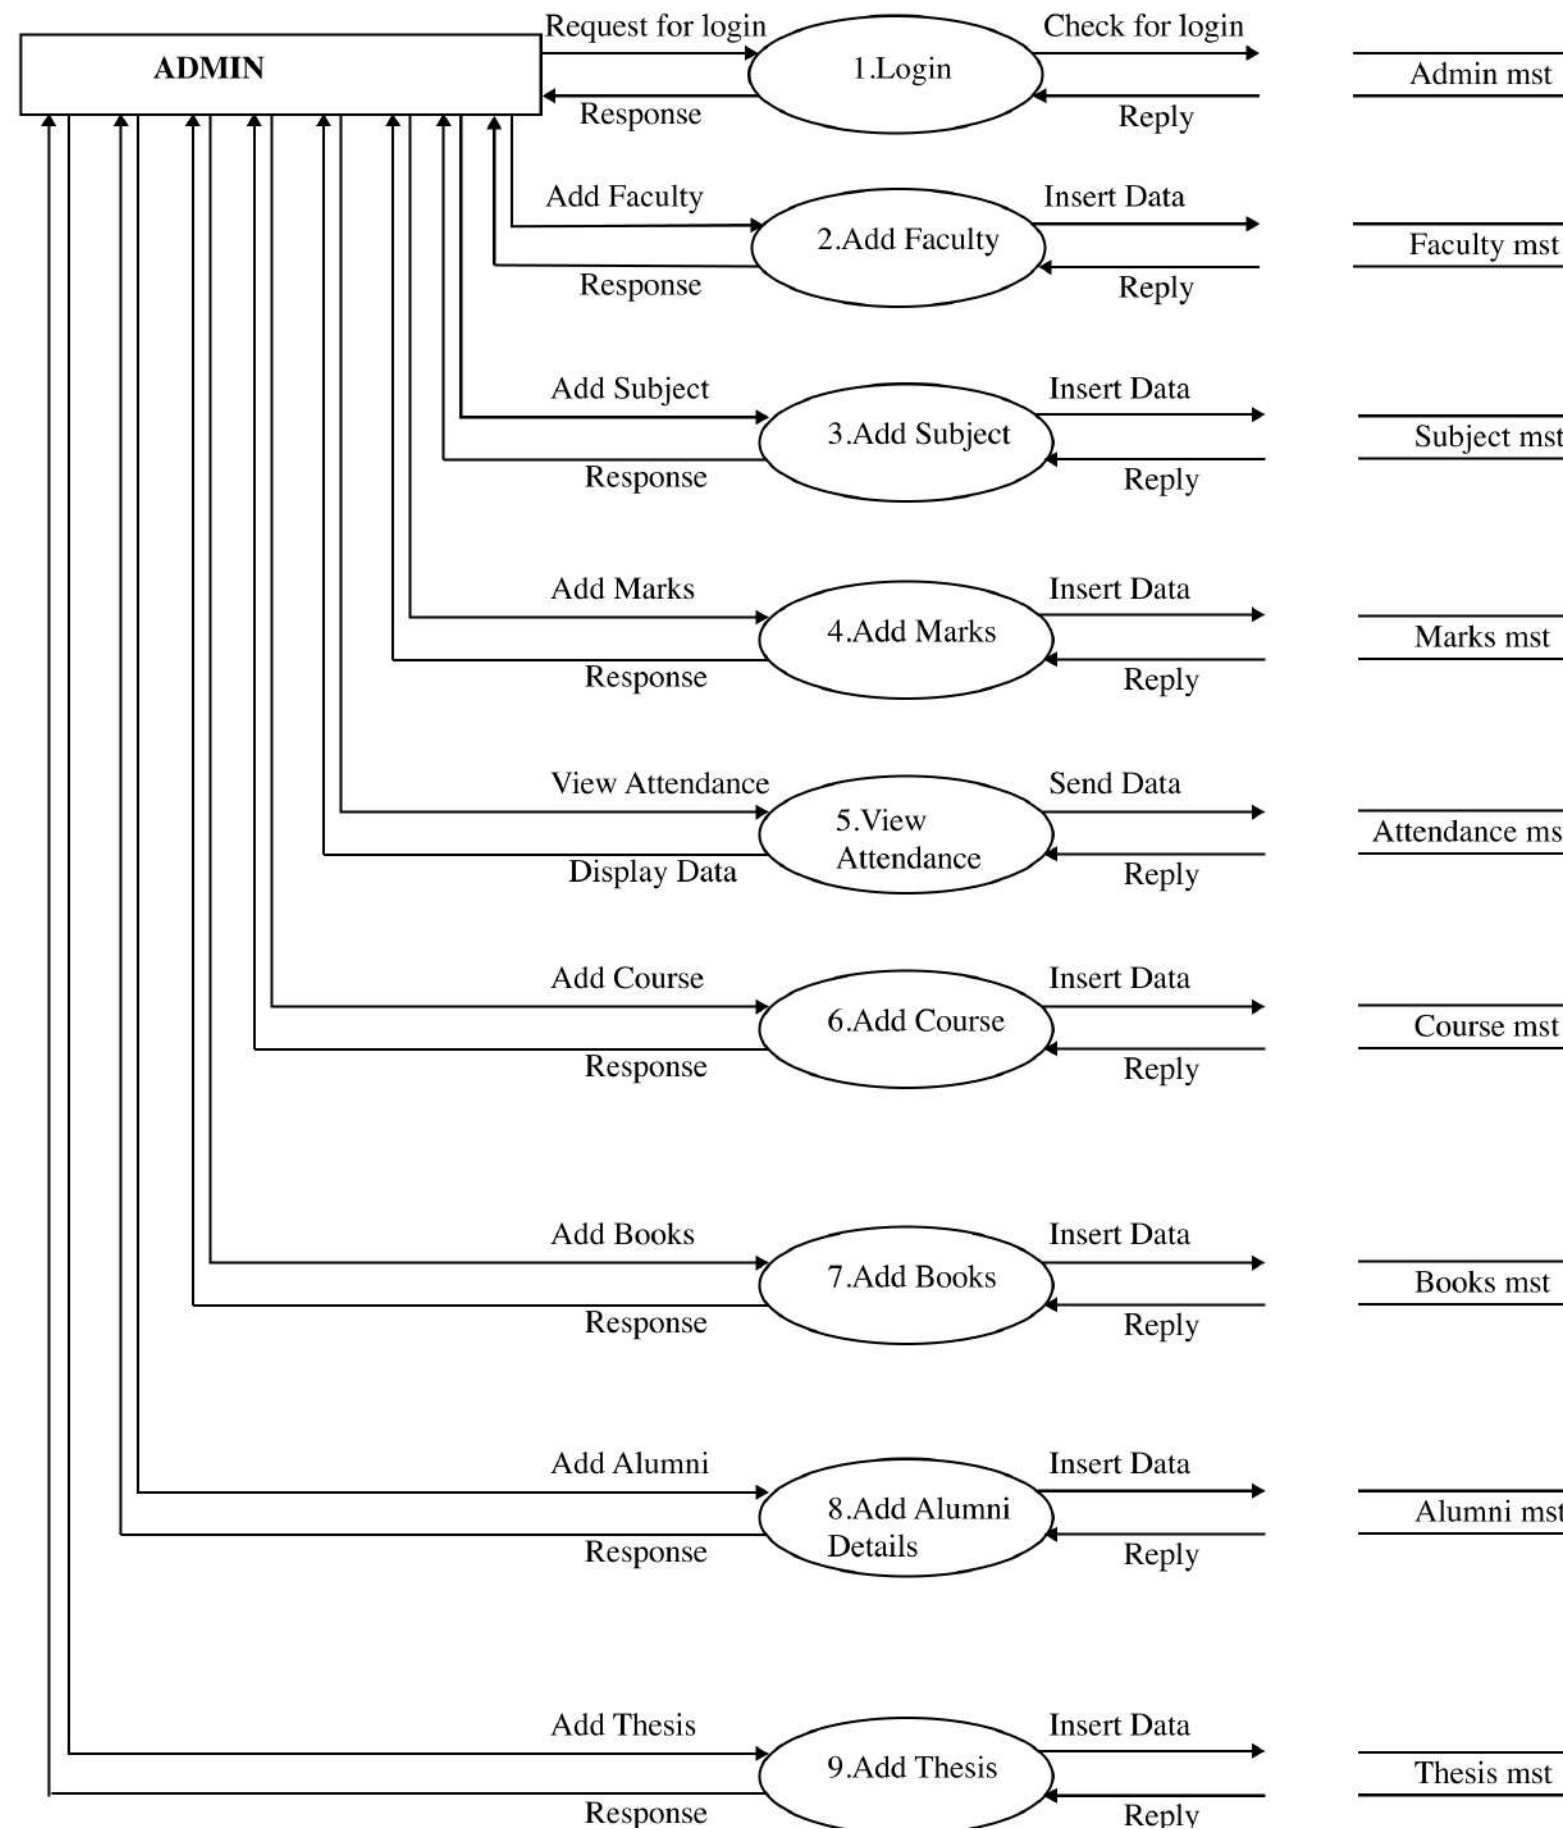 Request for login
Check for login
ADMIN
1.Login
Admin mst
Response
Reply
Add Faculty
Insert Data
2.Add Faculty
Faculty mst
Response
Reply
Add Subject
Insert Data
3.Add Subject
Subject mst
Response
Reply
Add Marks
Insert Data
4.Add Marks
Marks mst
Response
Reply
View Attendance
Send Data
5.View
Attendance
Attendance ms
Display Data
Reply
Add Course
Insert Data
6.Add Course
Course mst
Response
Reply
Add Books
Insert Data
7.Add Books
Books mst
Response
Reply
Add Alumni
Insert Data
8.Add Alumni
Details
Alumni mst
Response
Reply
Add Thesis
Insert Data
9.Add Thesis
Thesis mst
Response
Reply